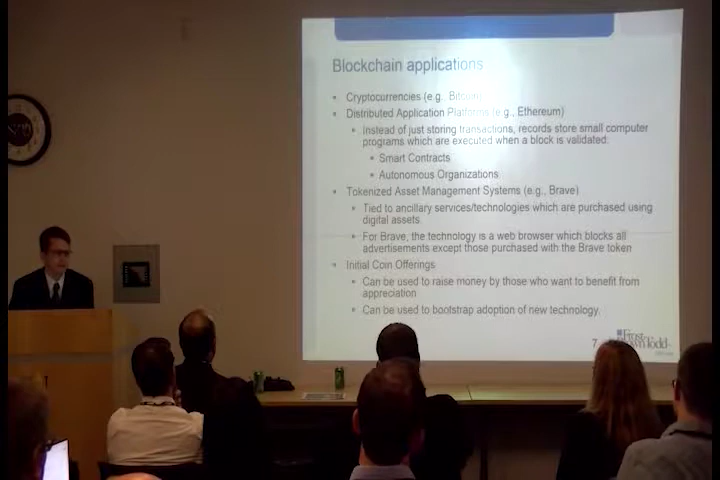 Blockchain applications
Cryptocurrencies (e.g., Bitcoin)
Distributed Application Platforms (e.g., Ethereum)
Instead of just storing transactions, records store small computer
programs which are executed when a block is validated.
Smart Contracts
Autonomous Organizations
Tokenized Asset Management Systems (e.g., Brave)
Tied to ancillary services/technologies which are purchased using
digital assets
For Brave, the technology is a web browser which blocks all
advertisements except those purchased with the Brave token
Initial Coin Offerings
Can be used to raise money by those who want to benefit from
appreciation
Can be used to bootstrap adoption of new technology.
7
Frost
Brown Todd